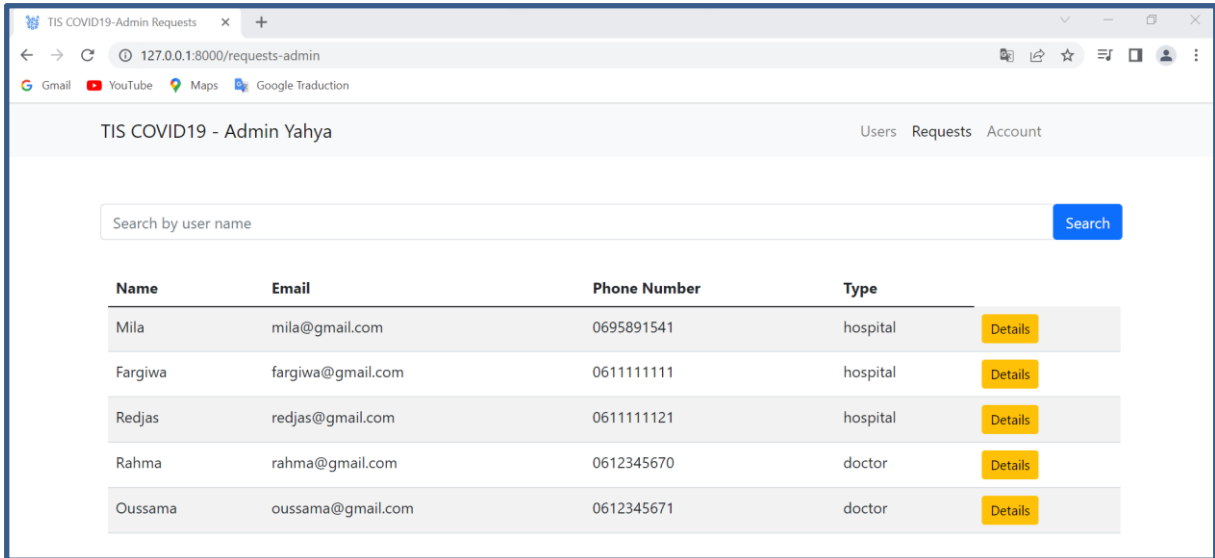 TIS COVID19-Admin Requests
127.0.0.1:8000/requests-admin
Gmail YouTube Maps Google Traduction
TIS COVID19 - Admin Yahya Users Requests Account
Search by user name Search
Name Email Phone Number Type
Mila mila@gmail.com 0695891541 hospital Details
Fargiwa fargiwa@gmail.com 0611111111 hospital Details
Redjas redjas@gmail.com 0611111121 hospital Details
Rahma rahma@gmail.com 0612345670 doctor Details
Oussama oussama@gmail.com 0612345671 doctor Details